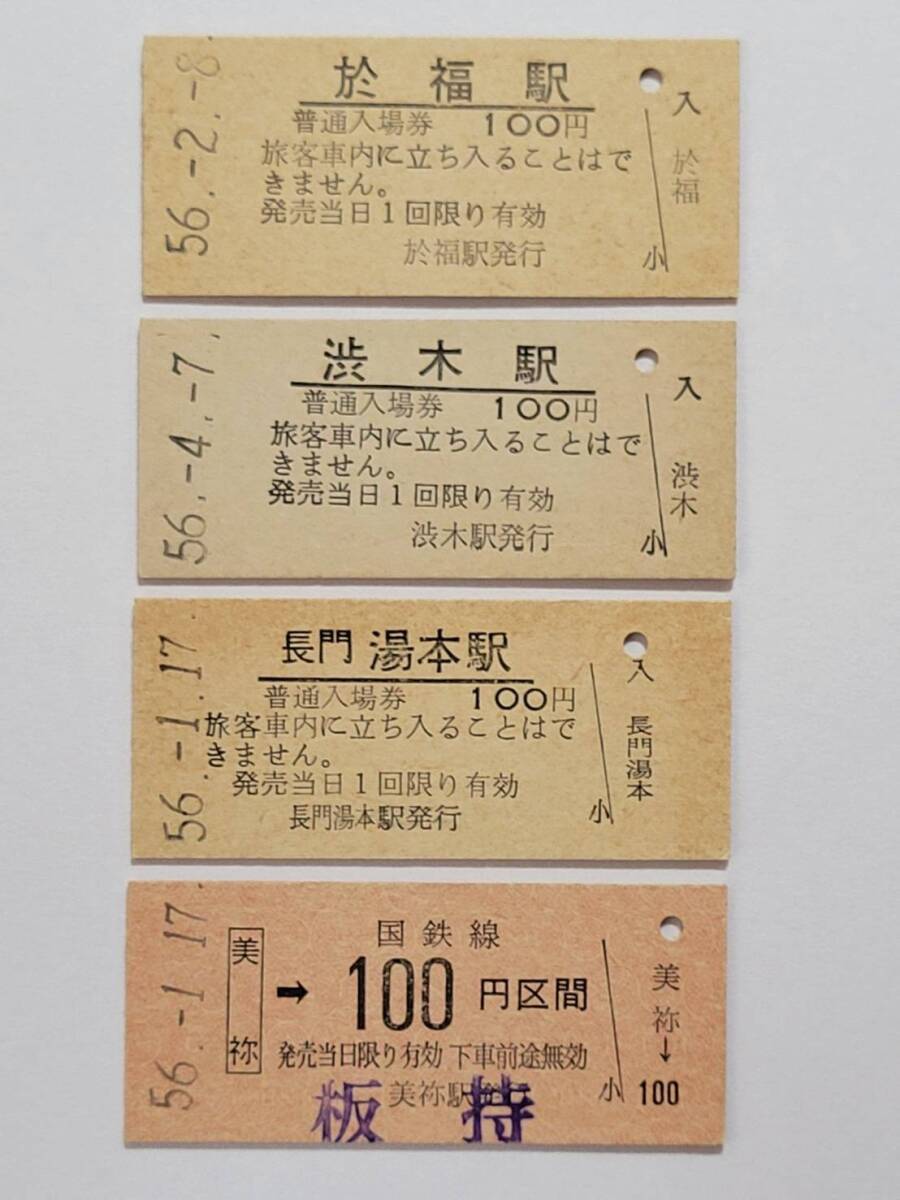 56.-2.-8
於福駅
普通入場券 100円
旅客車内に立ち入ることはで
きません。
発売当日1回限り有効
於福駅発行
入
於福
小
56.-4.-7.
渋木駅
普通入場券 100円
旅客車内に立ち入ることはで
きません。
発売当日1回限り有効
渋木駅発行
入
渋木
小
56.-1.17.
長門湯本駅
普通入場券 100円
旅客車内に立ち入ることはで
きません。
発売当日1回限り有効
長門湯本駅発行
入
長門湯本
小
56.-1.17.
国鉄線
美祢➡100円区間
発売当日限り有効 下車前途無効
美祢駅
板持
美祢→100
小